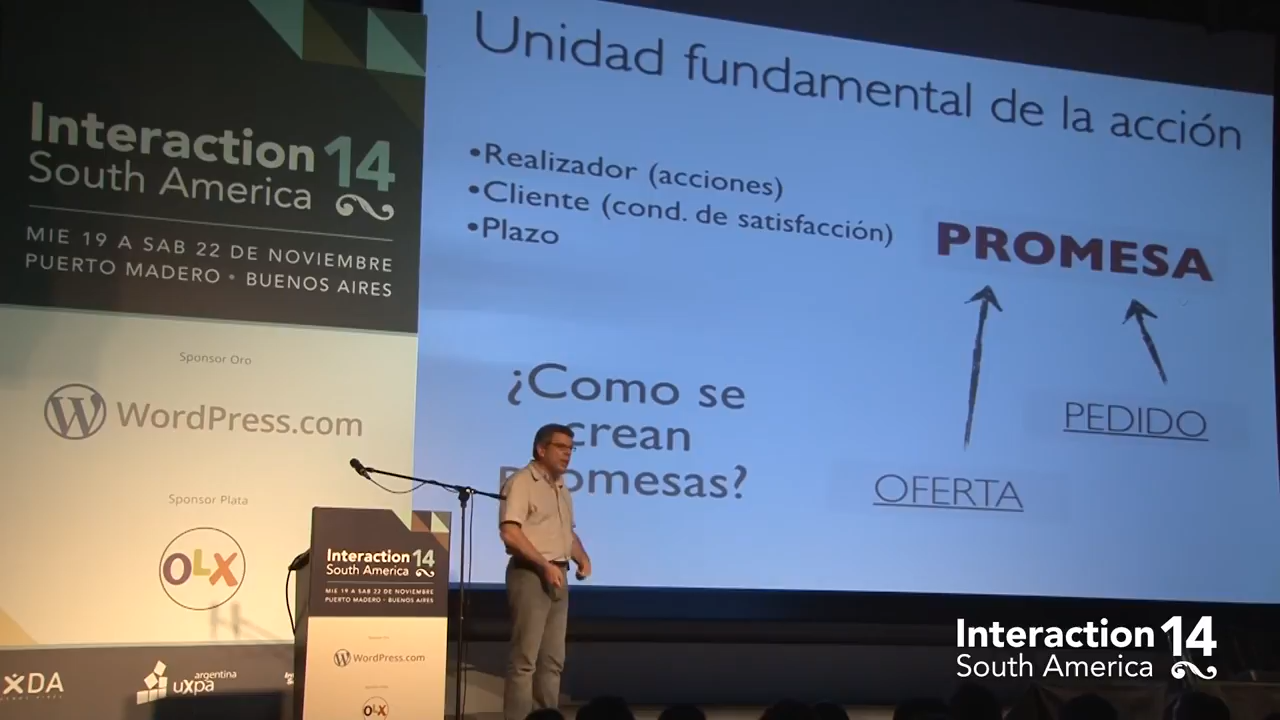 Interaction 14
South America
MIE 19 A SAB 22 DE NOVIEMBRE
PUERTO MADERO • BUENOS AIRES
Sponsor Oro
WordPress.com
Sponsor Plata
OLX
XDA
argentina
uxpa
Unidad fundamental de la acción
•Realizador (acciones)
•Cliente (cond. de satisfacción)
•Plazo
PROMESA
PEDIDO
OFERTA
¿Como se
crean
promesas?
Interaction 14
South America
MIE 19 A SAB 22 DE NOVIEMBRE
PUERTO MADERO • BUENOS AIRES
WordPress.com
OLX
Interaction 14
South America